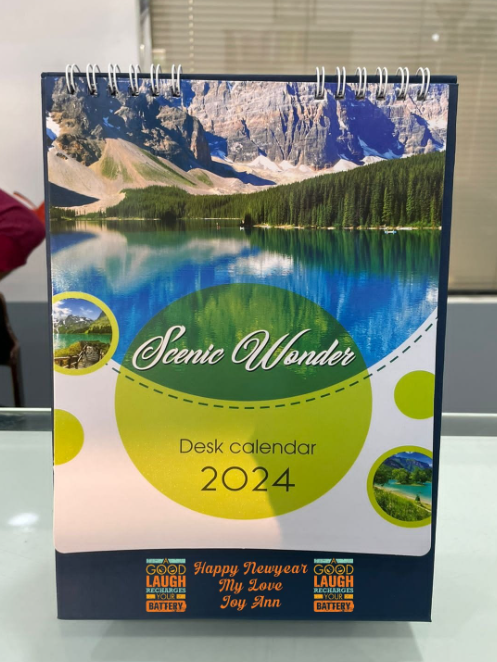 Scenic Wonder
Desk calendar
2024
A
GOOD
LAUGH
RECHARGES
YOUR
BATTERY
Happy Newyear
My Love
Joy Ann
A
GOOD
LAUGH
RECHARGES
YOUR
BATTERY